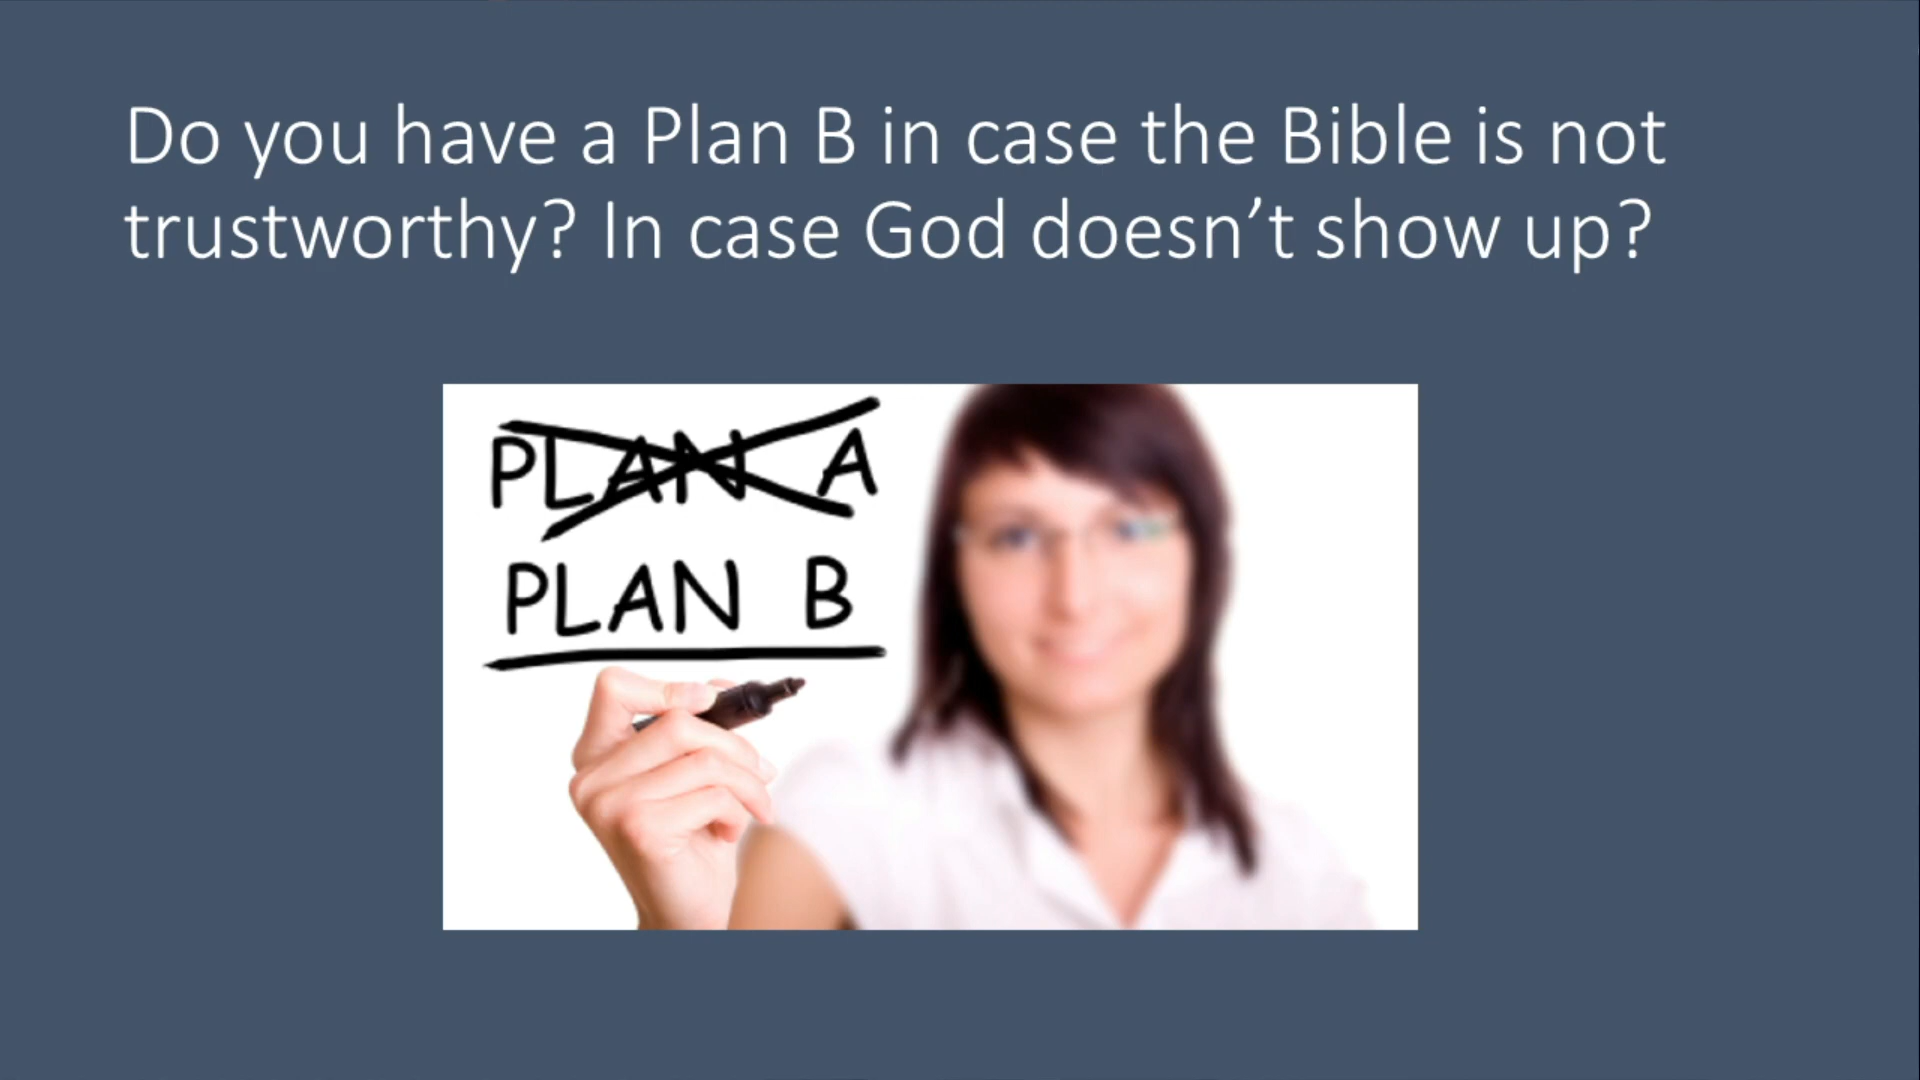 Do you have a Plan B in case the Bible is not
trustworthy? In case God doesn’t show up?
PLAN A
PLAN B